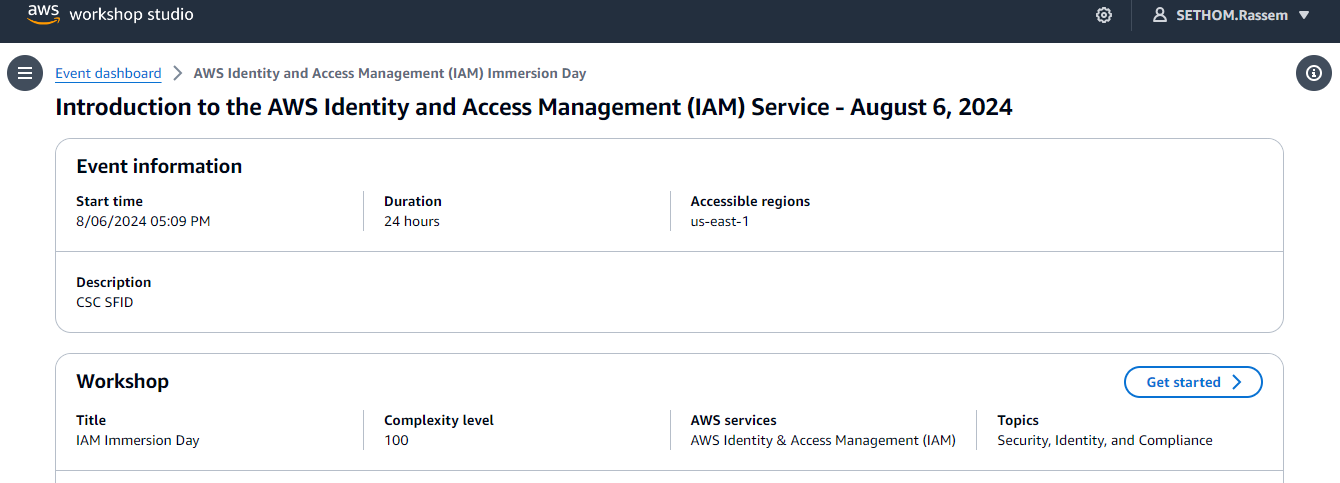 aws workshop studio SETHOM.Rassem
Event dashboard AWS Identity and Access Management (IAM) Immersion Day
Introduction to the AWS Identity and Access Management (IAM) Service - August 6, 2024
Event information
Start time Duration Accessible regions
8/06/2024 05:09 PM 24 hours us-east-1
Description
CSC SFID
Workshop Get started
Title Complexity level AWS services Topics
IAM Immersion Day 100 AWS Identity & Access Management (IAM) Security, Identity, and Compliance